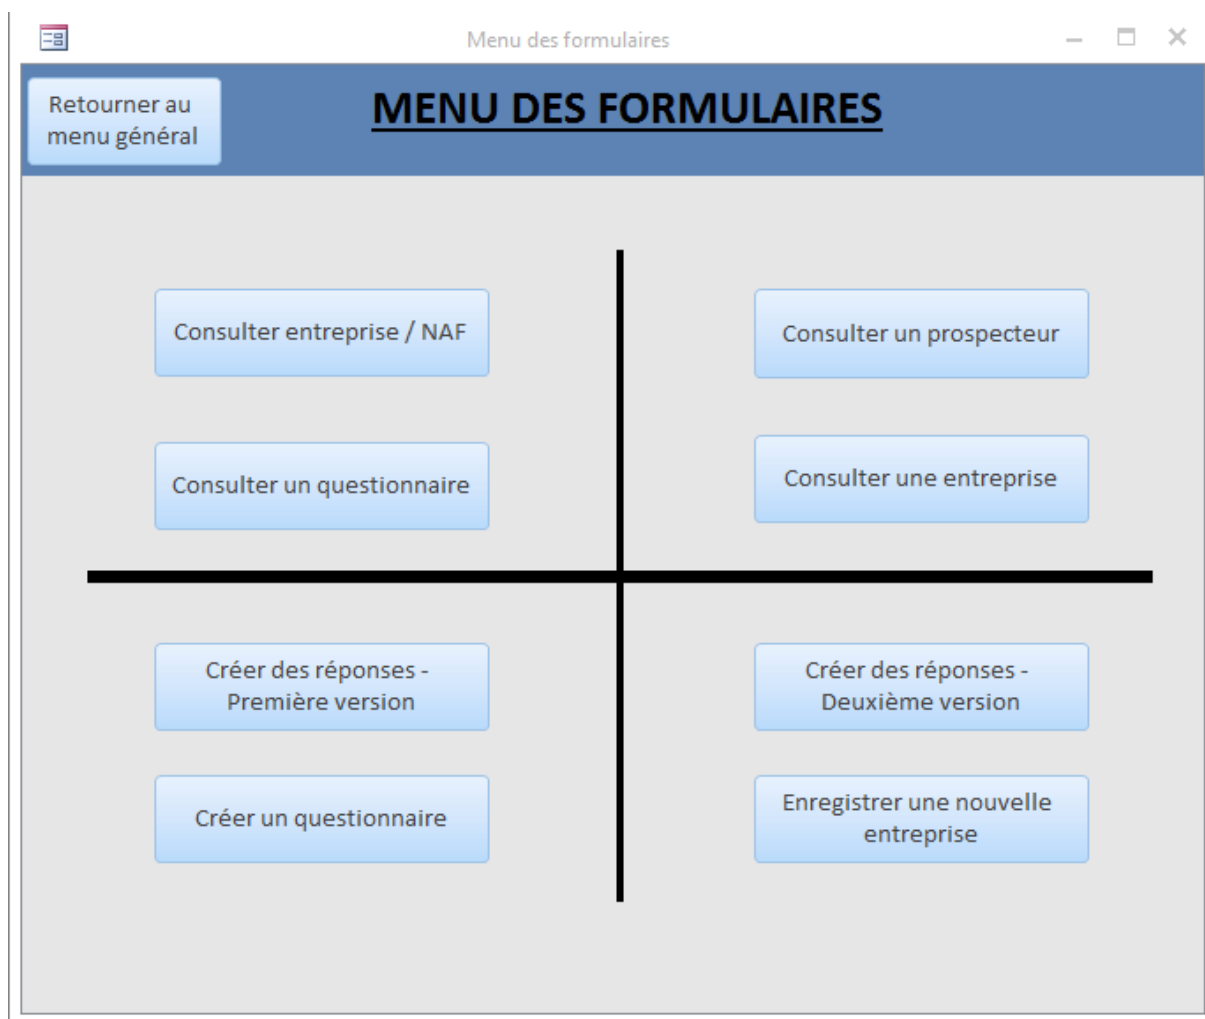 Menu des formulaires
Retourner au
menu général
MENU DES FORMULAIRES
Consulter entreprise / NAF
Consulter un prospecteur
Consulter un questionnaire
Consulter une entreprise
Créer des réponses -
Première version
Créer des réponses -
Deuxième version
Créer un questionnaire
Enregistrer une nouvelle
entreprise